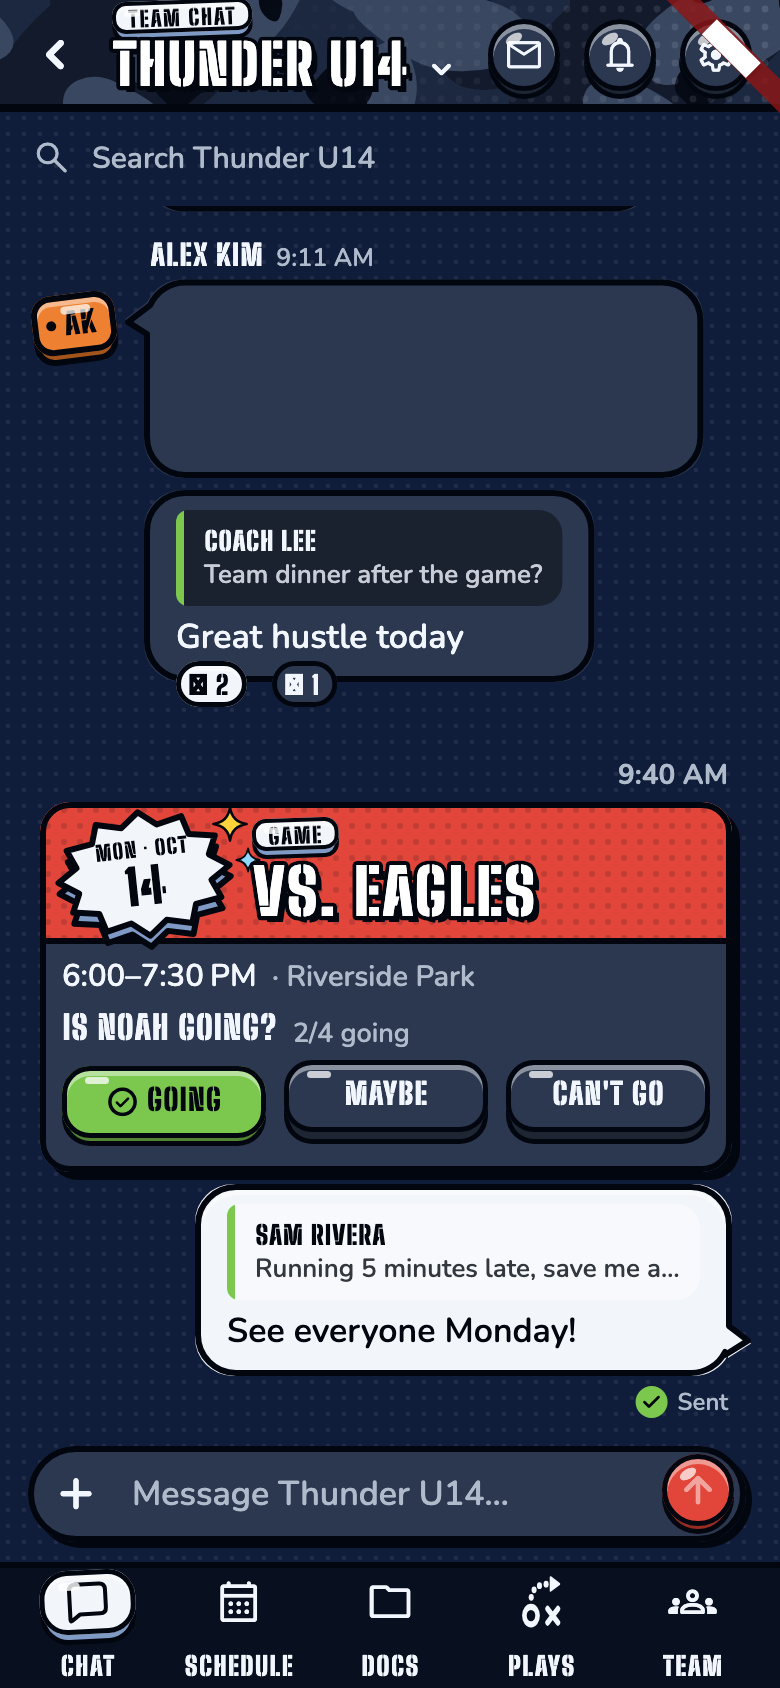 TEAM CHAT
THUNDER U14
Search Thunder U14
ALEX KIM 9:11 AM
AK
COACH LEE
Team dinner after the game?
Great hustle today
2 1
9:40 AM
MON · OCT
14
GAME
VS. EAGLES
6:00–7:30 PM · Riverside Park
IS NOAH GOING? 2/4 going
GOING MAYBE CAN'T GO
SAM RIVERA
Running 5 minutes late, save me a...
See everyone Monday!
Sent
Message Thunder U14...
CHAT SCHEDULE DOCS PLAYS TEAM